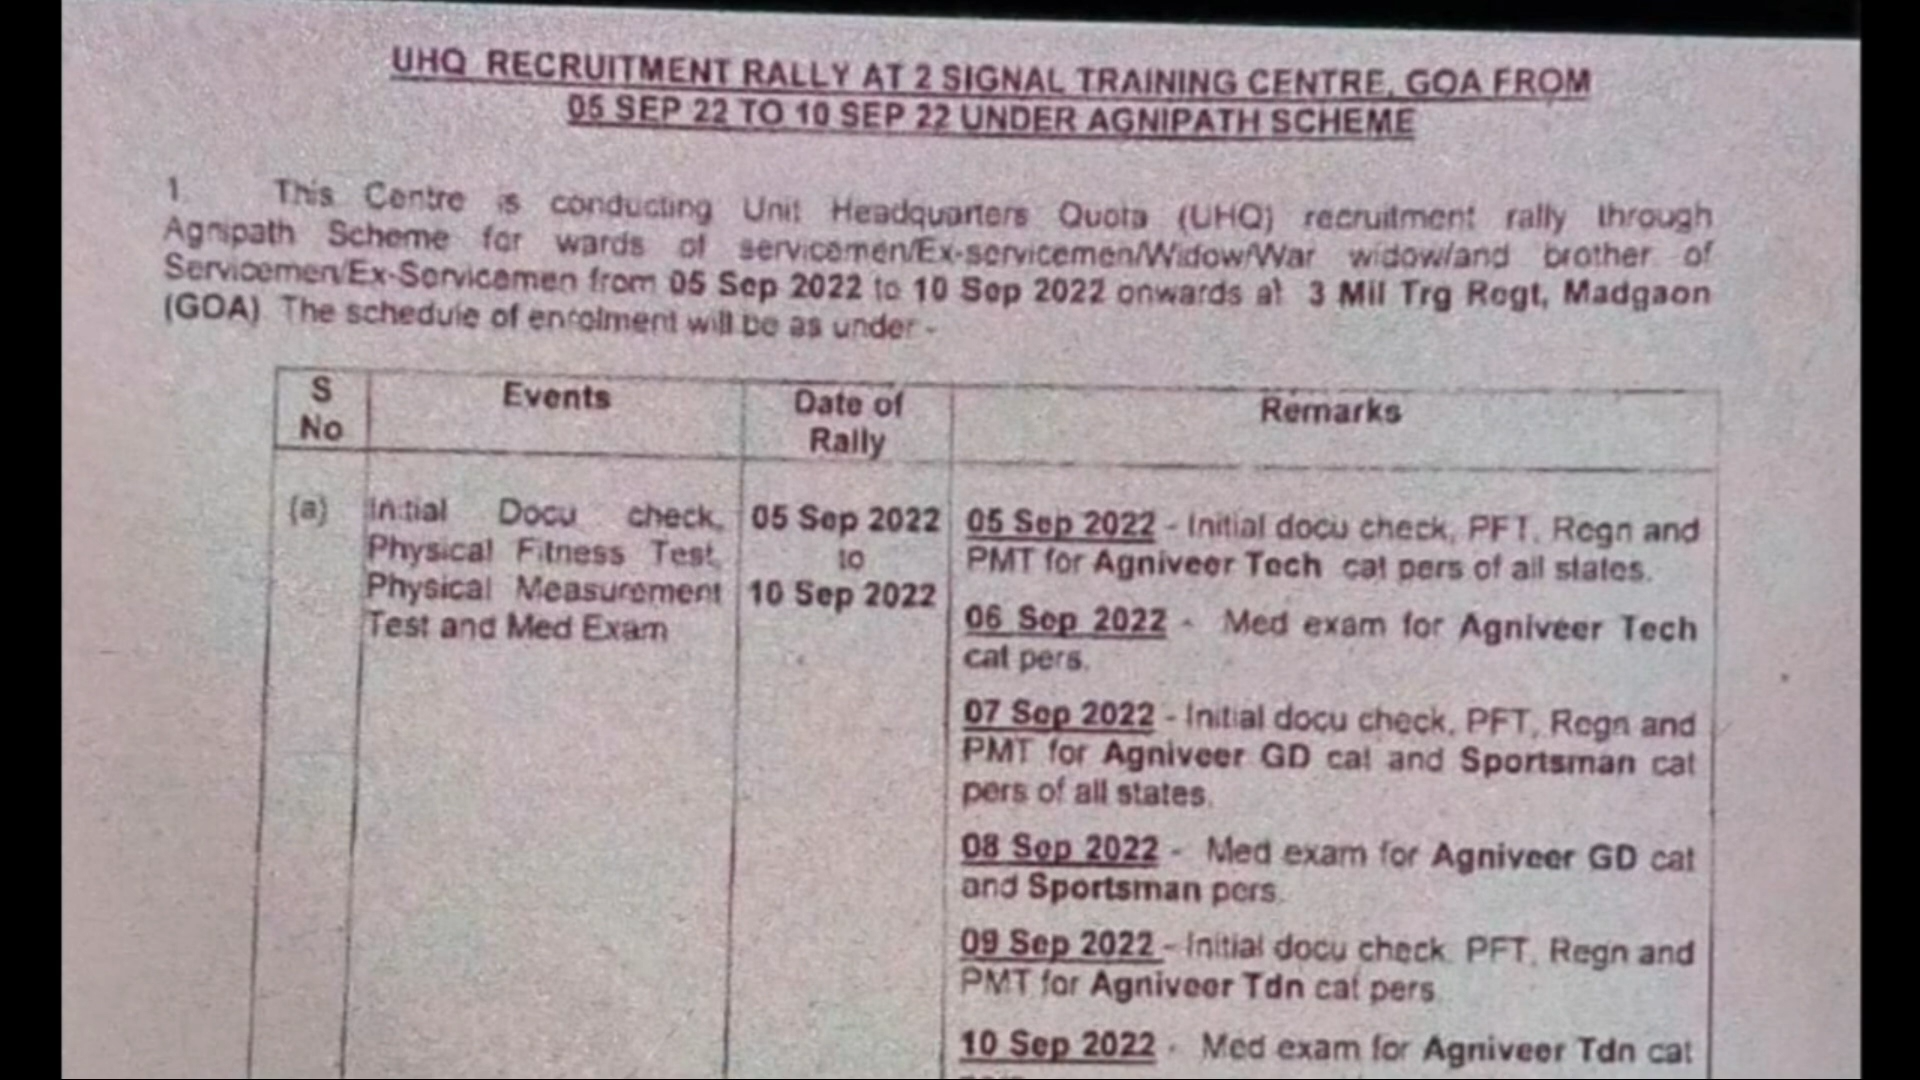 UHQ RECRUITMENT RALLY AT 2 SIGNAL TRAINING CENTRE, GOA FROM
05 SEP 22 TO 10 SEP 22 UNDER AGNIPATH SCHEME
1. This Centre is conducting Unit Headquarters Quota (UHQ) recruitment rally through
Agnipath Scheme for wards of servicemen/Ex-servicemen/Widow/War widow/and brother of
Servicemen/Ex-Servicemen from 05 Sep 2022 to 10 Sep 2022 onwards at 3 Mil Trg Regt, Madgaon
(GOA) The schedule of enrolment will be as under -
S No
Events
Date of Rally
Remarks
(a)
Initial Docu check,
Physical Fitness Test,
Physical Measurement
Test and Med Exam
05 Sep 2022
to
10 Sep 2022
05 Sep 2022 - Initial docu check, PFT, Regn and
PMT for Agniveer Tech cat pers of all states.
06 Sep 2022 - Med exam for Agniveer Tech
cat pers.
07 Sep 2022 - Initial docu check, PFT, Regn and
PMT for Agniveer GD cat and Sportsman cat
pers of all states.
08 Sep 2022 - Med exam for Agniveer GD cat
and Sportsman pers.
09 Sep 2022 - Initial docu check, PFT, Regn and
PMT for Agniveer Tdn cat pers
10 Sep 2022 - Med exam for Agniveer Tdn cat